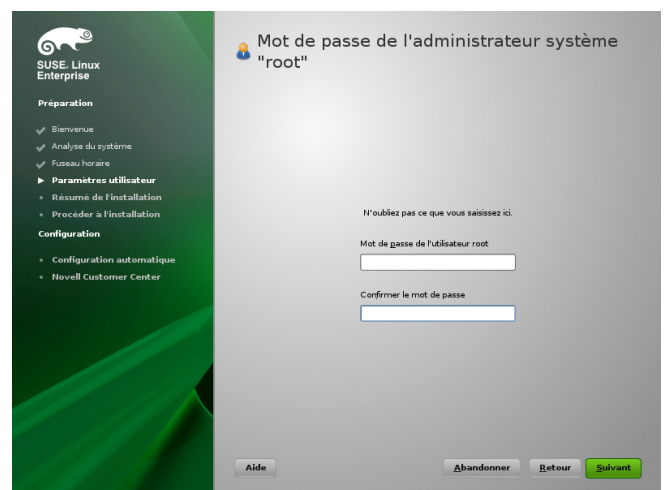 SUSE. Linux
Enterprise
Préparation
Bienvenue
Analyse du système
Fuseau horaire
Paramètres utilisateur
Résumé de l'installation
Procéder à l'installation
Configuration
Configuration automatique
Novell Customer Center
Mot de passe de l'administrateur système
"root"
N'oubliez pas ce que vous saisissez ici.
Mot de passe de l'utilisateur root
Confirmer le mot de passe
Aide
Abandonner
Retour
Suivant